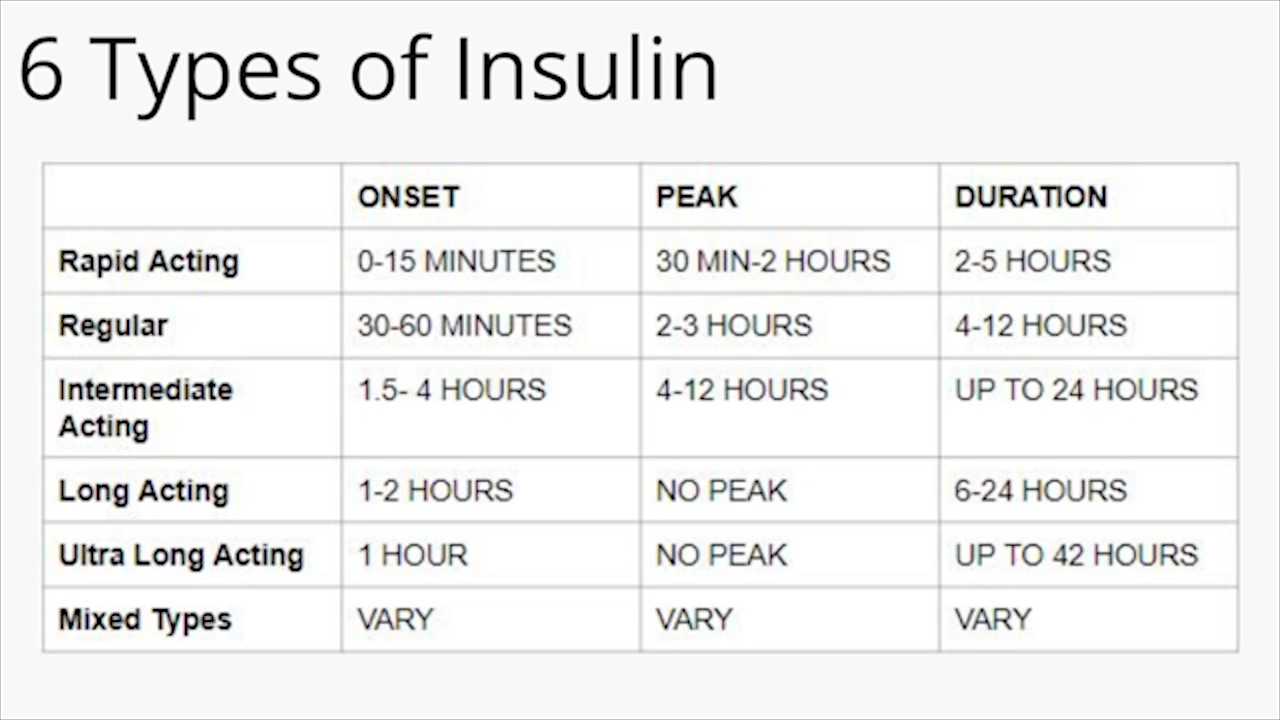 6 Types of Insulin
ONSET PEAK DURATION
Rapid Acting 0-15 MINUTES 30 MIN-2 HOURS 2-5 HOURS
Regular 30-60 MINUTES 2-3 HOURS 4-12 HOURS
Intermediate 1.5- 4 HOURS 4-12 HOURS UP TO 24 HOURS
Acting
Long Acting 1-2 HOURS NO PEAK 6-24 HOURS
Ultra Long Acting 1 HOUR NO PEAK UP TO 42 HOURS
Mixed Types VARY VARY VARY